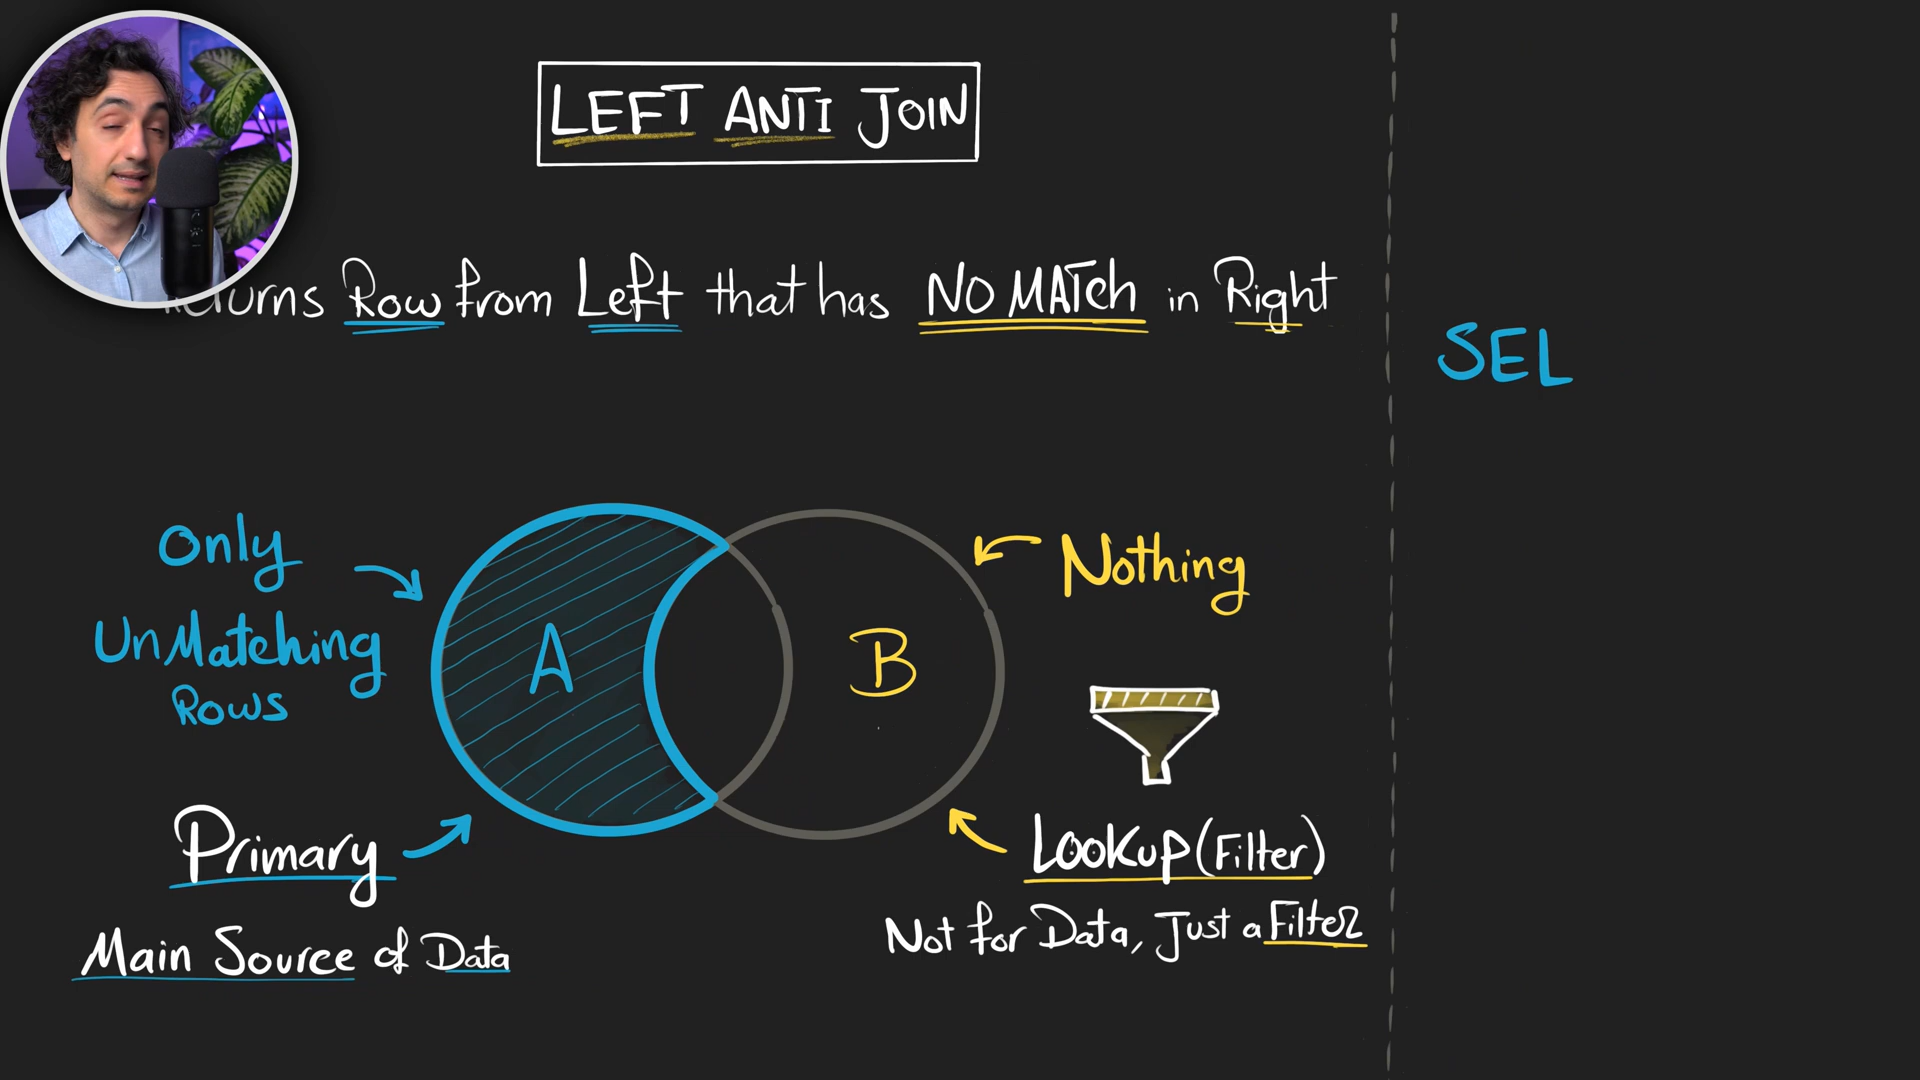 LEFT ANTI JOIN
Returns Row from Left that has NO MATCH in Right
SEL
Only
UnMatching
Rows
A
B
Nothing
Primary
Main Source of Data
Lookup (Filter)
Not for Data, Just a Filter